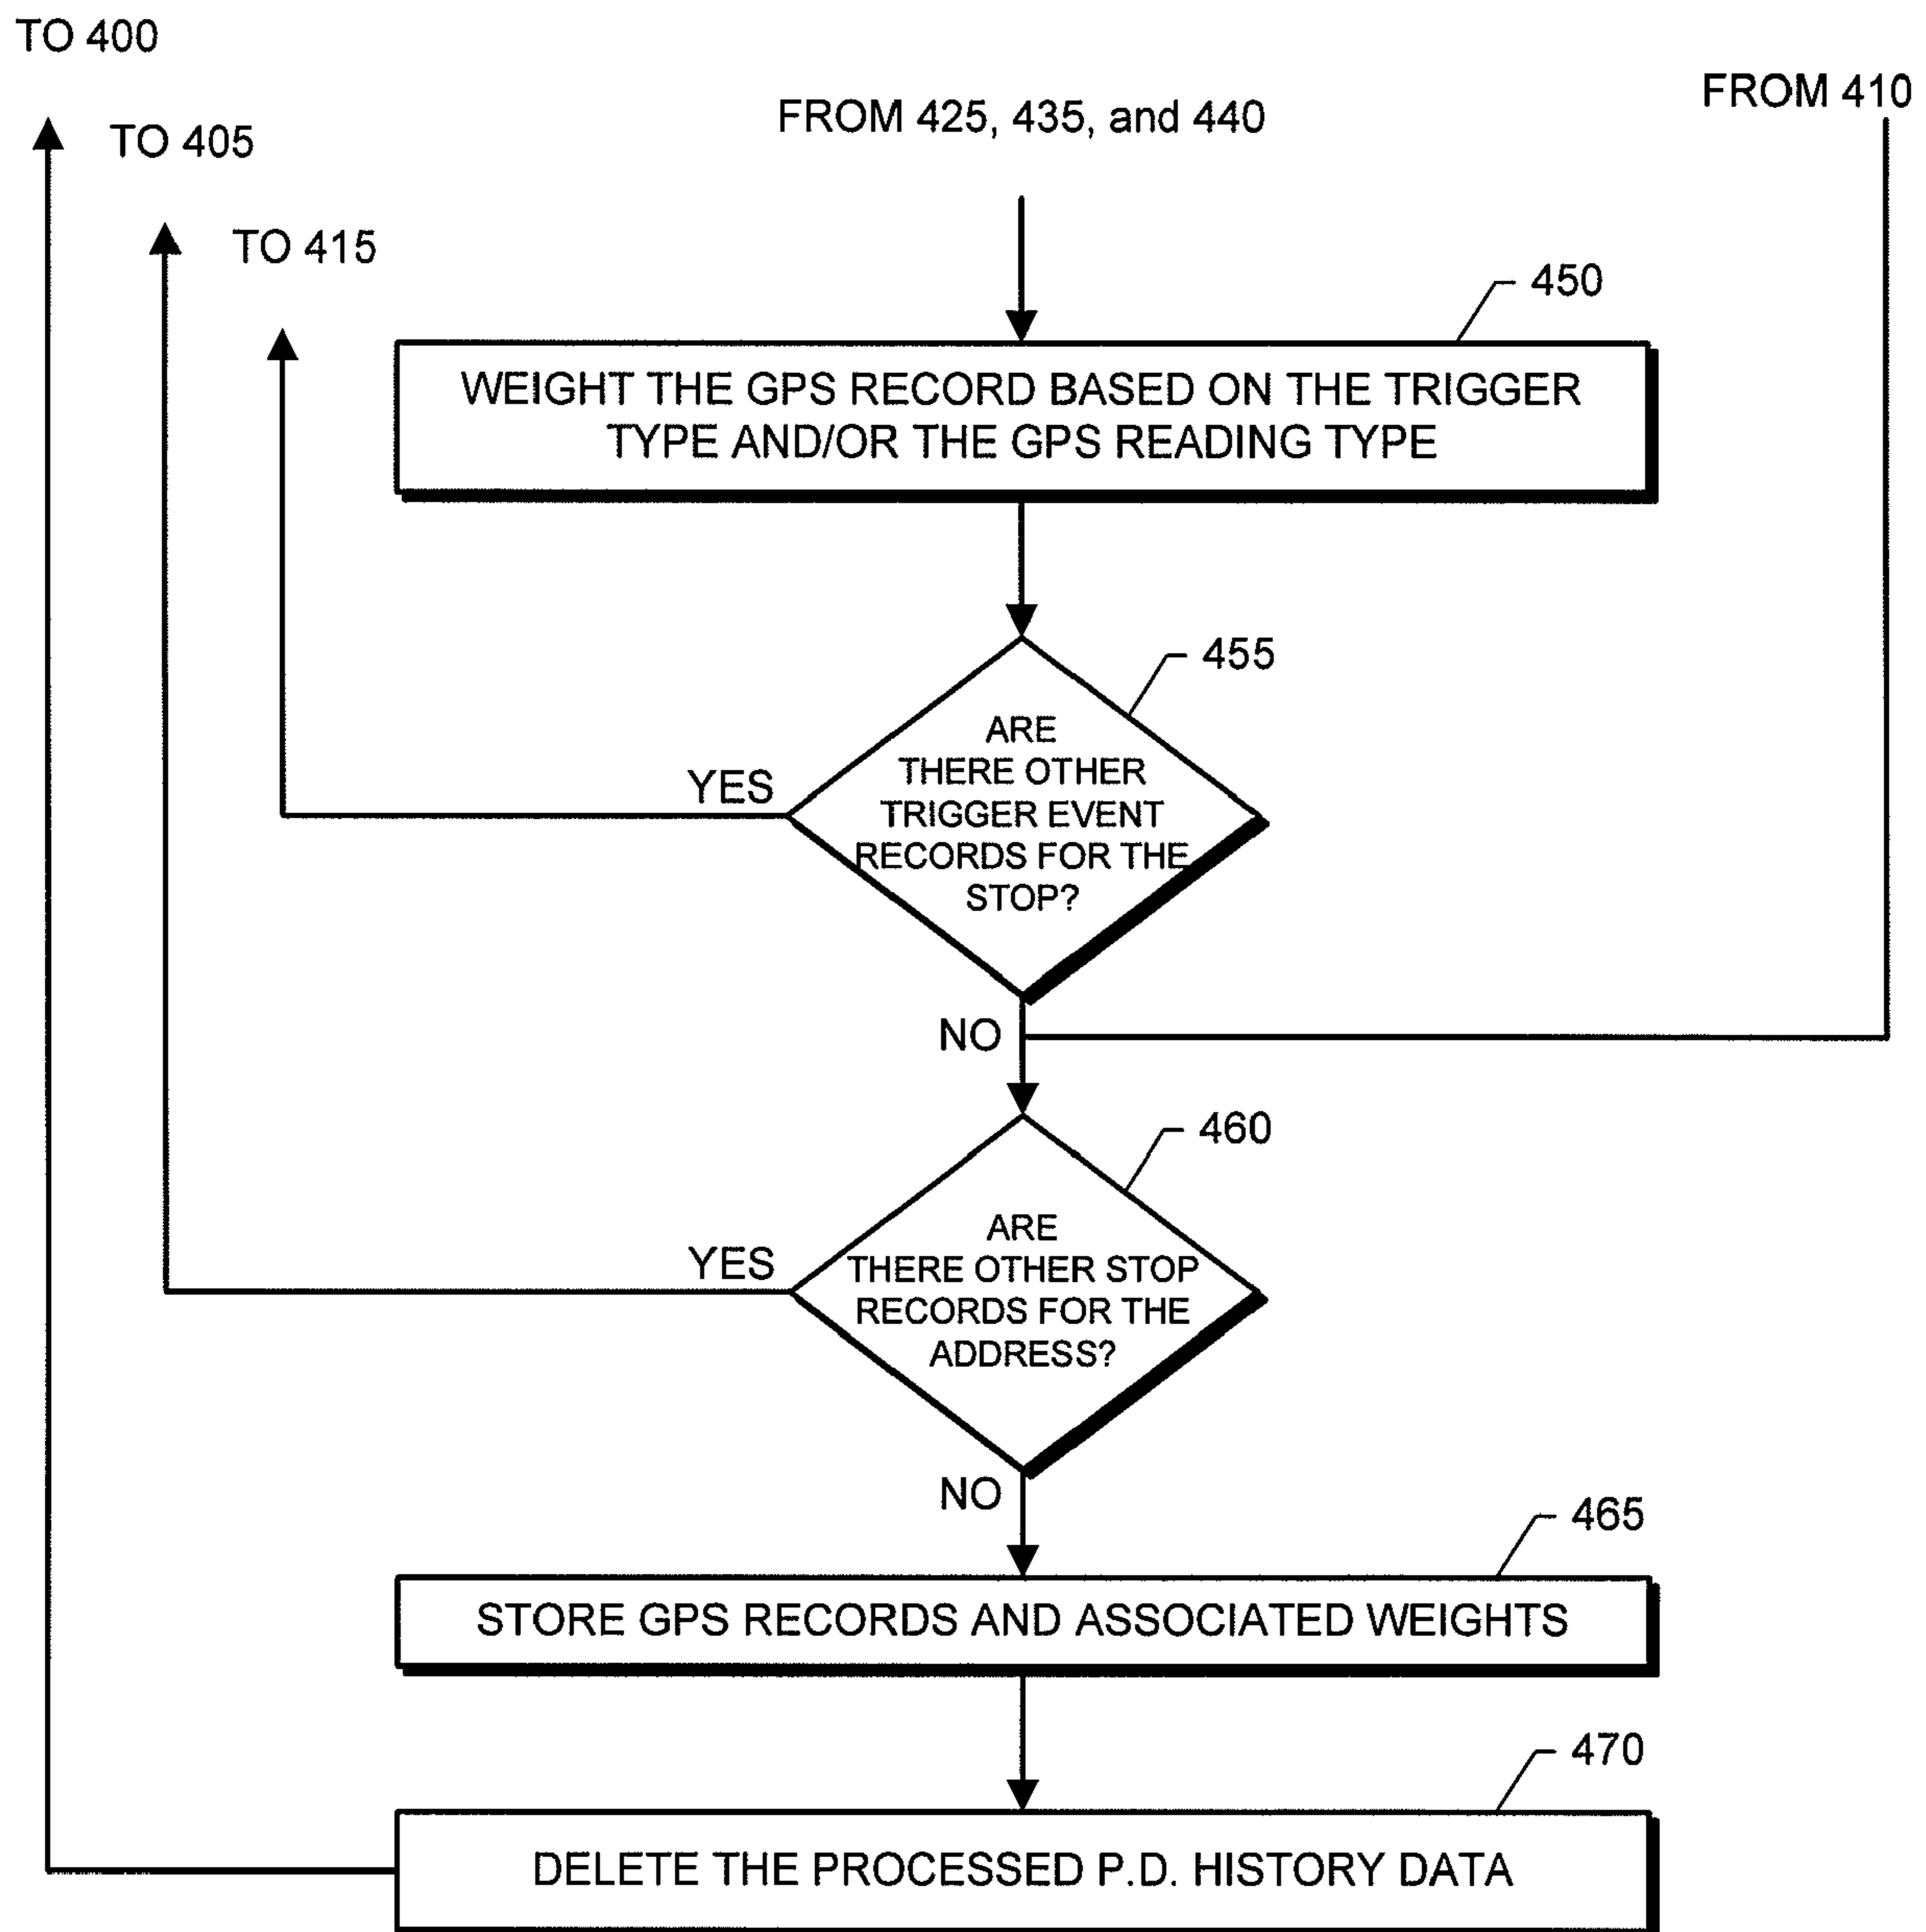 TO 400
FROM 410
FROM 425, 435, and 440
TO 405
TO 415
450
WEIGHT THE GPS RECORD BASED ON THE TRIGGER
TYPE AND/OR THE GPS READING TYPE
455
ARE
THERE OTHER
TRIGGER EVENT
RECORDS FOR THE
STOP?
YES
NO
460
ARE
THERE OTHER STOP
RECORDS FOR THE
ADDRESS?
YES
NO
465
STORE GPS RECORDS AND ASSOCIATED WEIGHTS
470
DELETE THE PROCESSED P.D. HISTORY DATA